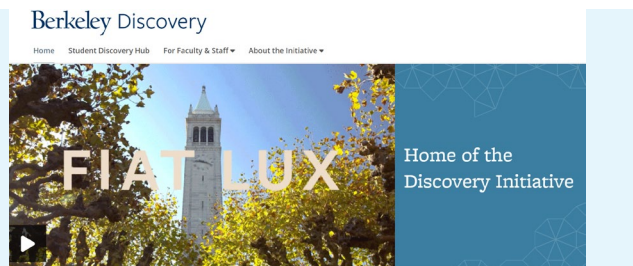 Berkeley Discovery
Home Student Discovery Hub For Faculty & Staff About the Initiative
FIAT LUX
Home of the
Discovery Initiative